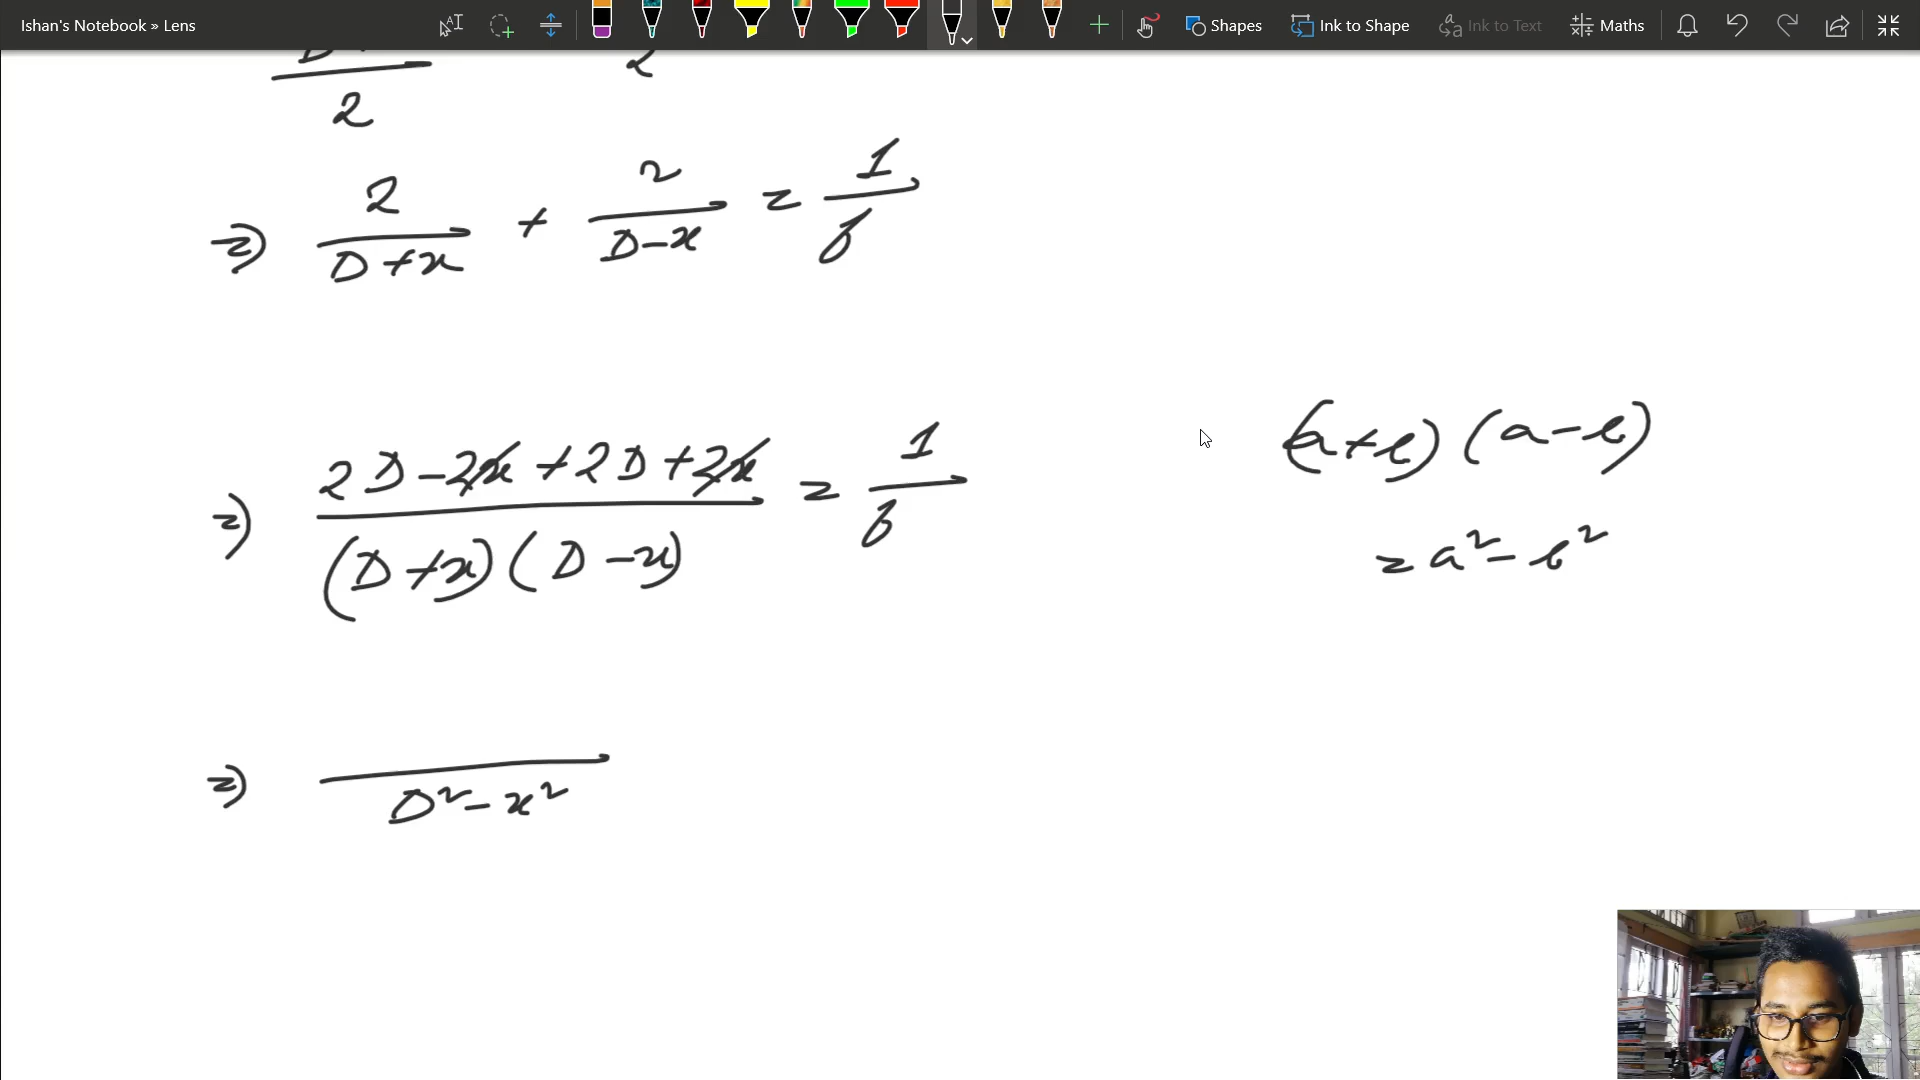 Ishan's Notebook » Lens
Shapes
Ink to Shape
Ink to Text
Maths
2
2
⇒ 2/(D+x) + 2/(D-x) = 1/f
⇒ (2D-2x+2D+2x)/((D+x)(D-x)) = 1/f
(a+b)(a-b)
= a²-b²
⇒ /(D²-x²)